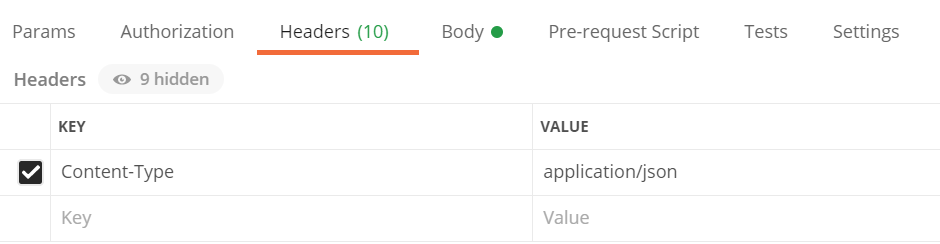 Params Authorization Headers (10) Body Pre-request Script Tests Settings
Headers 9 hidden
KEY VALUE
Content-Type application/json
Key Value